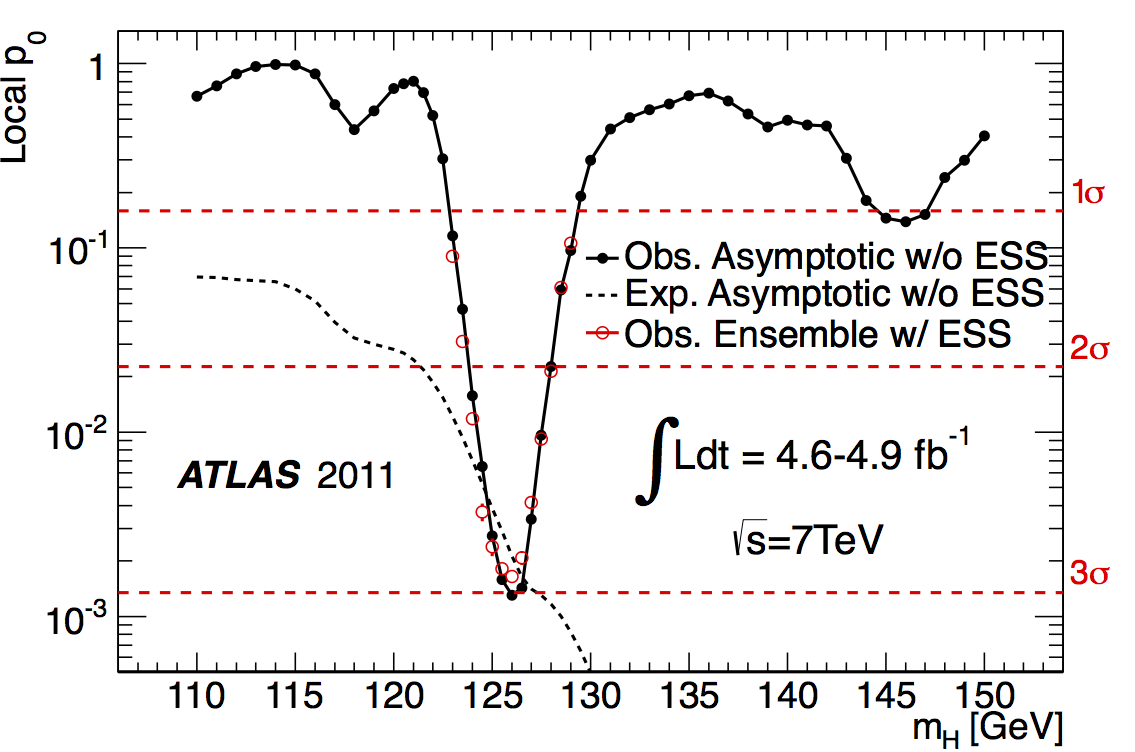 Local p0
1
10-1
10-2
10-3
1σ
2σ
3σ
Obs. Asymptotic w/o ESS
Exp. Asymptotic w/o ESS
Obs. Ensemble w/ ESS
ATLAS 2011
∫Ldt = 4.6-4.9 fb-1
√s=7TeV
110 115 120 125 130 135 140 145 150
mH [GeV]